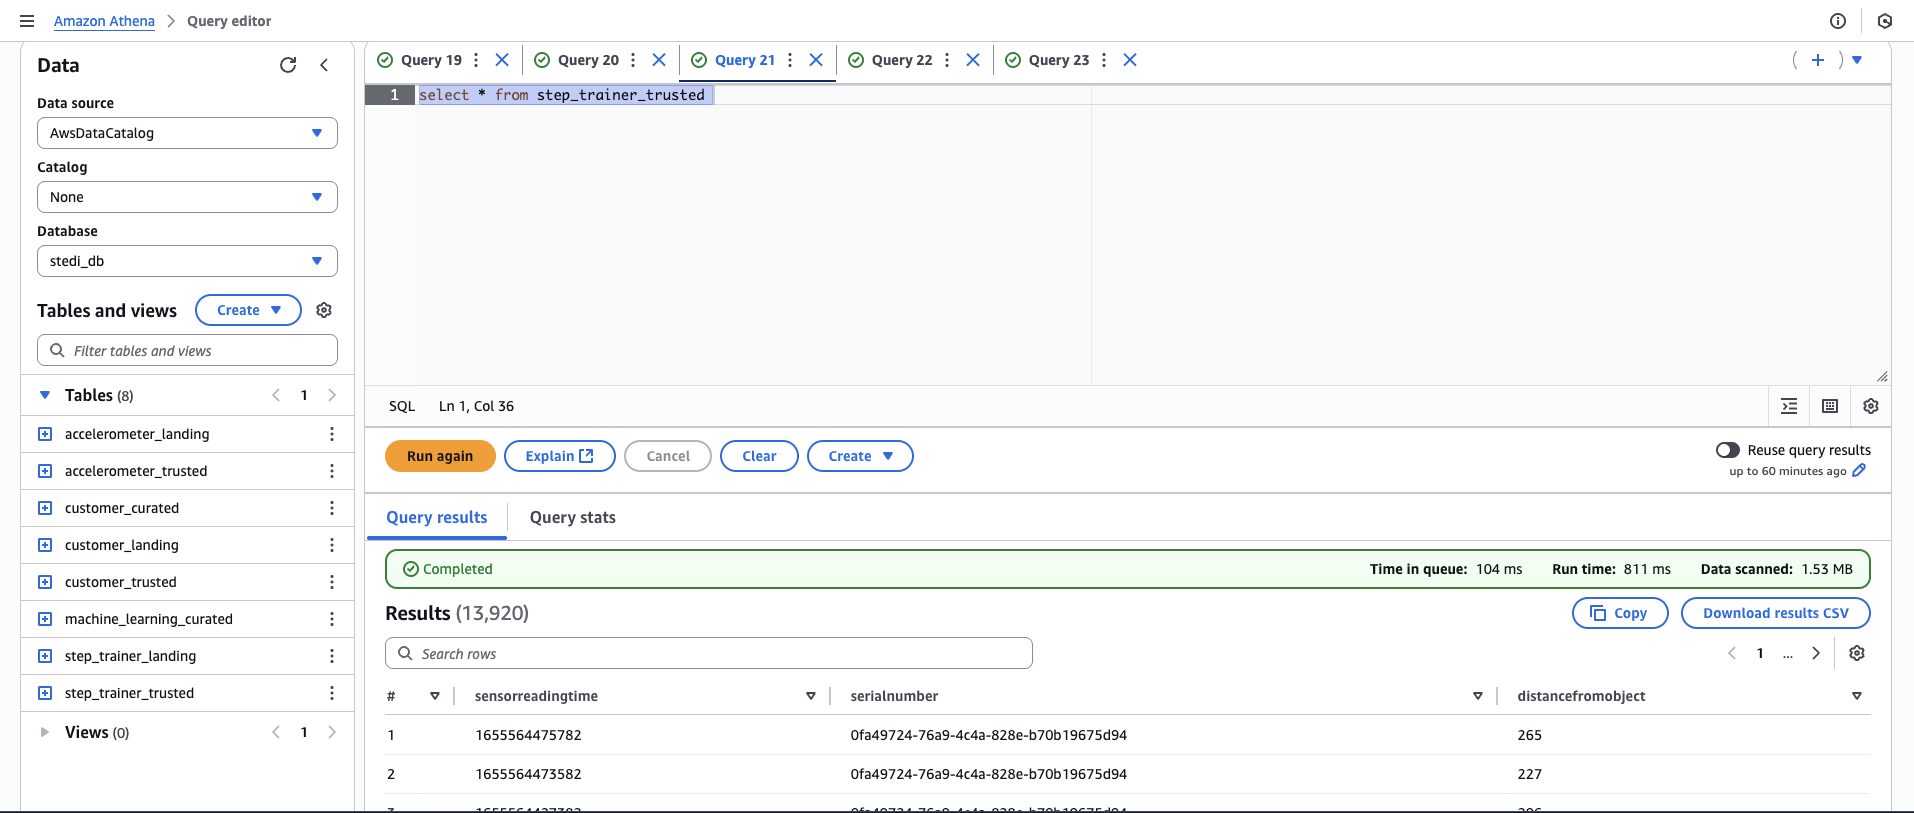 Amazon Athena > Query editor
Data
Data source
AwsDataCatalog
Catalog
None
Database
stedi_db
Tables and views
Create
Filter tables and views
Tables (8)
1
accelerometer_landing
accelerometer_trusted
customer_curated
customer_landing
customer_trusted
machine_learning_curated
step_trainer_landing
step_trainer_trusted
Views (0)
1
Query 19 Query 20 Query 21 Query 22 Query 23
1 select * from step_trainer_trusted
SQL Ln 1, Col 36
Run again Explain Cancel Clear Create
Reuse query results
up to 60 minutes ago
Query results Query stats
Completed Time in queue: 104 ms Run time: 811 ms Data scanned: 1.53 MB
Results (13,920) Copy Download results CSV
Search rows
1 ...
# sensorreadingtime serialnumber distancefromobject
1 1655564475782 0fa49724-76a9-4c4a-828e-b70b19675d94 265
2 1655564473582 0fa49724-76a9-4c4a-828e-b70b19675d94 227